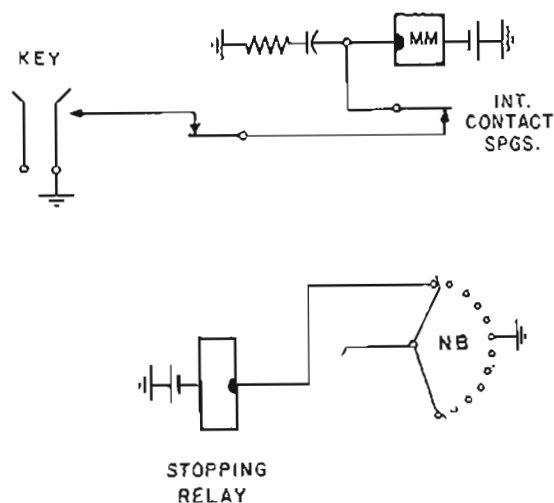 MM
KEY
INT.
CONTACT
SPGS.
NB
STOPPING
RELAY